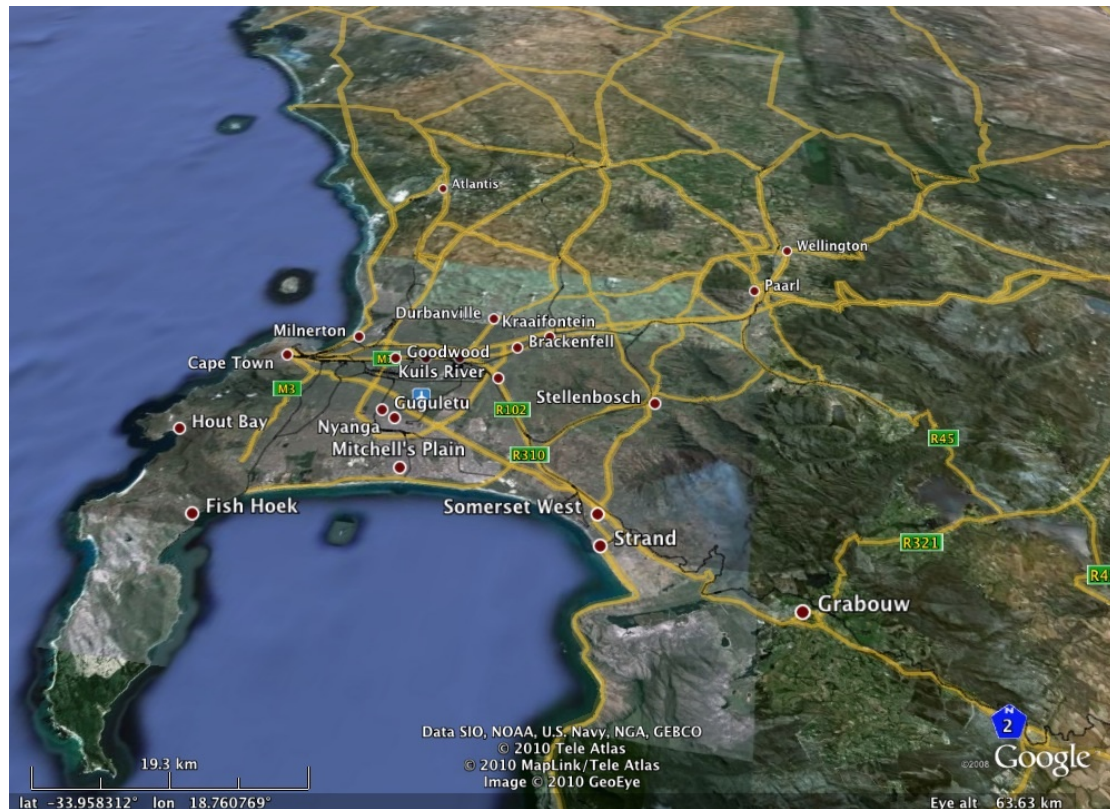 Atlantis
Wellington
Paarl
Durbanville
Kraaifontein
Milnerton
Brackenfell
Cape Town
Goodwood
Kuils River
M3
Stellenbosch
Guguletu
R102
Hout Bay
Nyanga
R45
Mitchell's Plain
R310
Fish Hoek
Somerset West
Strand
R321
Grabouw
N
2
Data SIO, NOAA, U.S. Navy, NGA, GEBCO
© 2010 Tele Atlas
© 2010 MapLink/Tele Atlas
Image © 2010 GeoEye
©2008 Google
19.3 km
lat -33.958312° lon 18.760769°
Eye alt 63.63 km